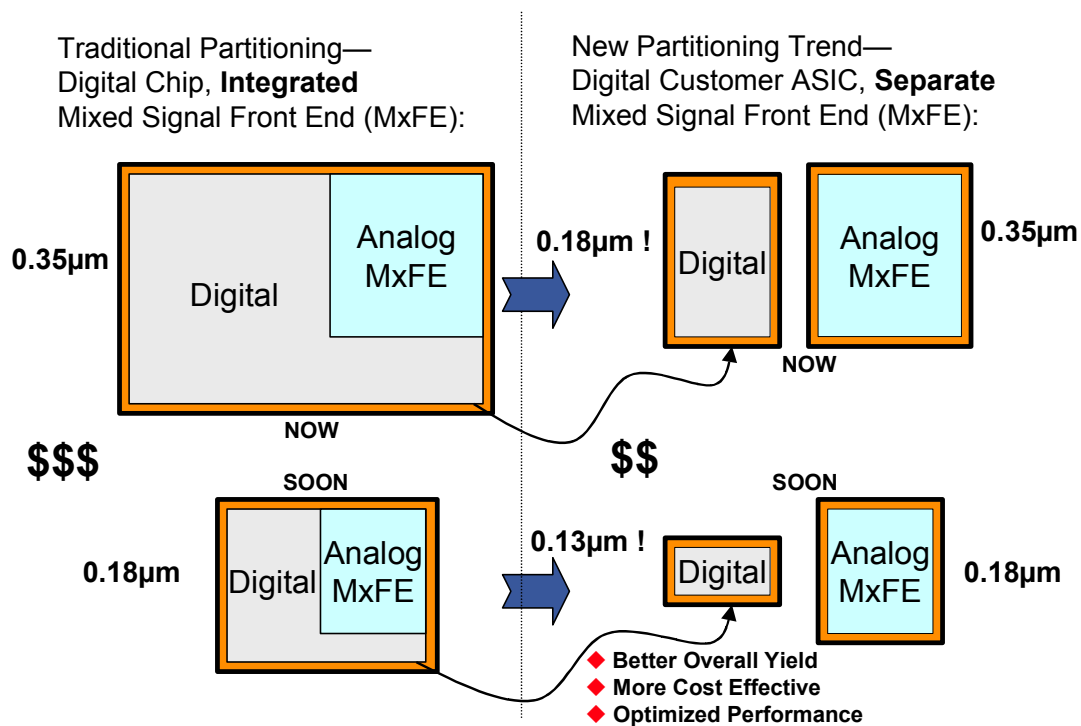 Traditional Partitioning—
Digital Chip, Integrated
Mixed Signal Front End (MxFE):
0.35µm
Digital
Analog
MxFE
NOW
$$$
SOON
0.18µm
Digital
Analog
MxFE
New Partitioning Trend—
Digital Customer ASIC, Separate
Mixed Signal Front End (MxFE):
0.18µm !
Digital
Analog
MxFE
0.35µm
NOW
$$
SOON
0.13µm !
Digital
Analog
MxFE
0.18µm
Better Overall Yield
More Cost Effective
Optimized Performance